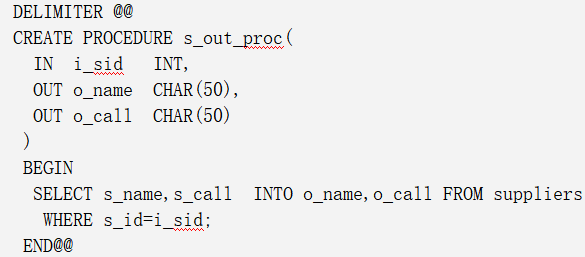 DELIMITER @@
CREATE PROCEDURE s_out_proc(
  IN  i_sid   INT,
  OUT o_name  CHAR(50),
  OUT o_call  CHAR(50)
 )
 BEGIN
  SELECT s_name,s_call  INTO o_name,o_call FROM suppliers
   WHERE s_id=i_sid;
 END@@